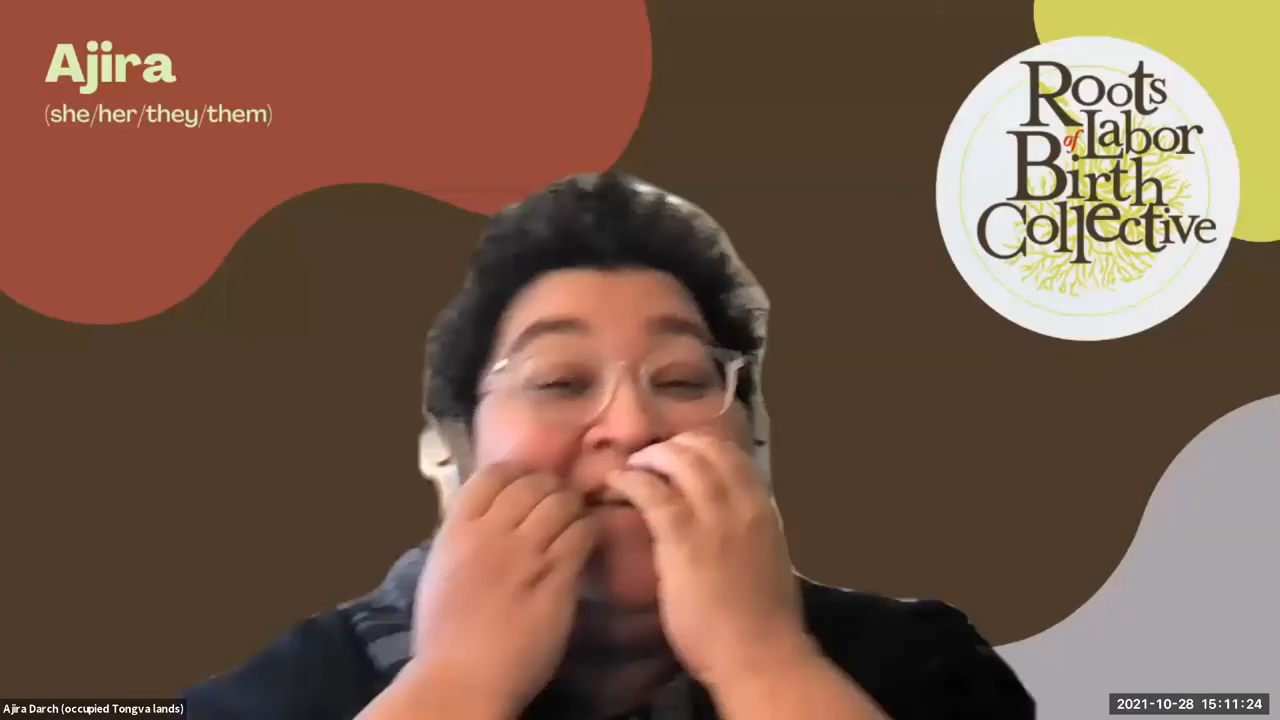 Ajira
(she/her/they/them)
Roots
of Labor
Birth
Collective
Ajira Darch (occupied Tongva lands)
2021-10-28 15:11:24